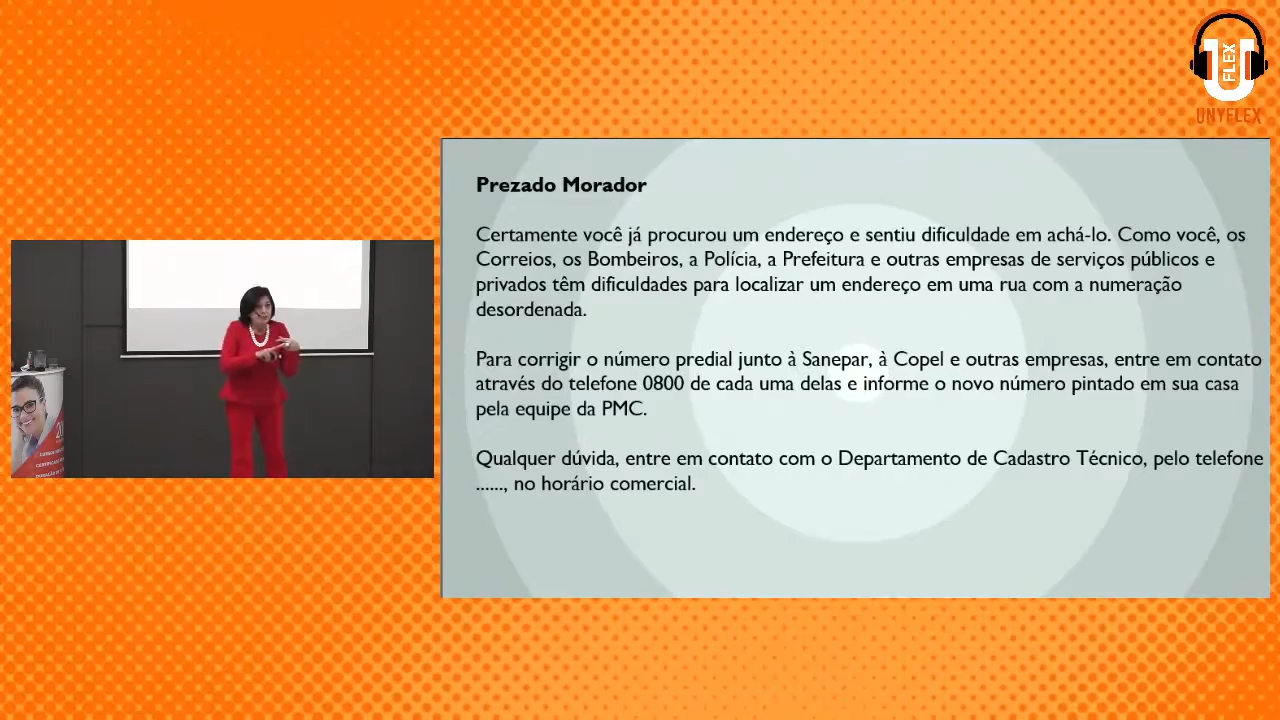 FLEX
UNYFLEX
Prezado Morador
Certamente você já procurou um endereço e sentiu dificuldade em achá-lo. Como você, os
Correios, os Bombeiros, a Polícia, a Prefeitura e outras empresas de serviços públicos e
privados têm dificuldades para localizar um endereço em uma rua com a numeração
desordenada.
Para corrigir o número predial junto à Sanepar, à Copel e outras empresas, entre em contato
através do telefone 0800 de cada uma delas e informe o novo número pintado em sua casa
pela equipe da PMC.
Qualquer dúvida, entre em contato com o Departamento de Cadastro Técnico, pelo telefone
......, no horário comercial.